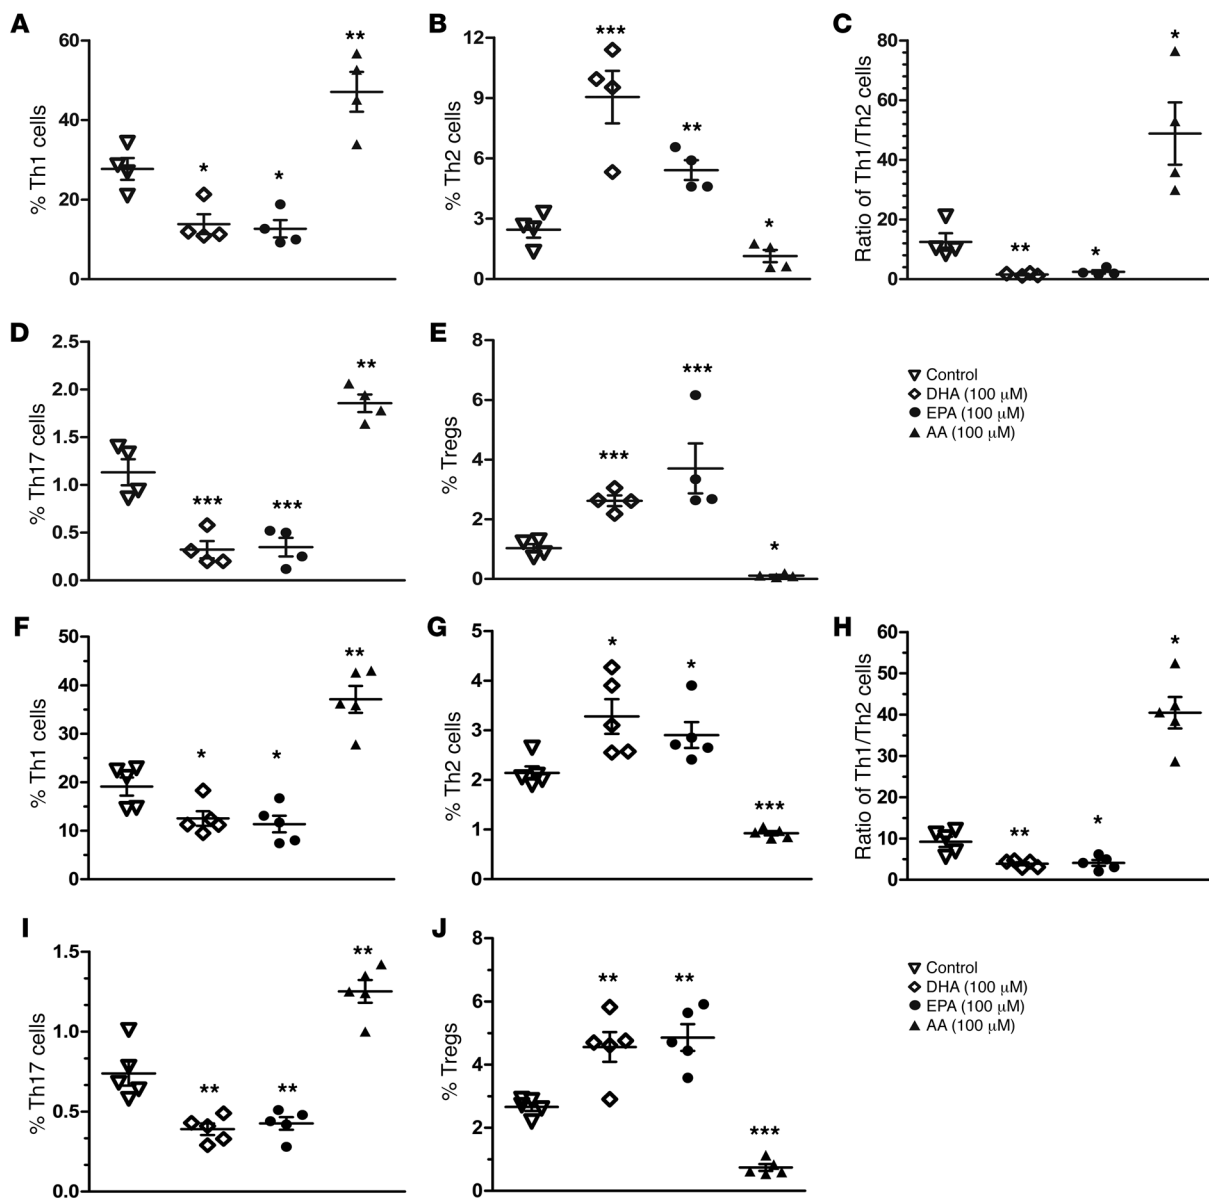 A
% Th1 cells
60
40
20
0
*
*
**
B
% Th2 cells
12
9
6
3
0
***
**
*
C
Ratio of Th1/Th2 cells
80
60
40
20
0
**
*
*
D
% Th17 cells
2.5
2.0
1.5
1.0
0.5
0.0
***
***
**
E
% Tregs
8
6
4
2
0
***
***
*
Control
DHA (100 μM)
EPA (100 μM)
AA (100 μM)
F
% Th1 cells
50
40
30
20
10
0
*
*
**
G
% Th2 cells
5
4
3
2
1
0
*
*
***
H
Ratio of Th1/Th2 cells
60
50
40
30
20
10
0
**
*
*
I
% Th17 cells
1.5
1.0
0.5
0.0
**
**
**
J
% Tregs
8
6
4
2
0
**
**
***
Control
DHA (100 μM)
EPA (100 μM)
AA (100 μM)